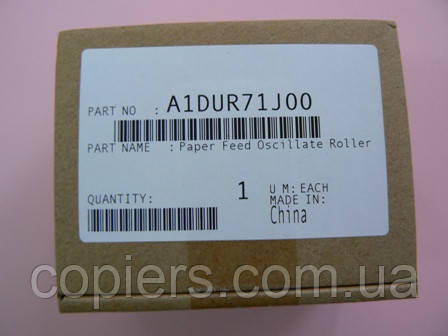 PART NO : A1DUR71J00
PART NAME : Paper Feed Oscillate Roller
QUANTITY: 1 U M: EACH
MADE IN:
China
copiers.com.ua